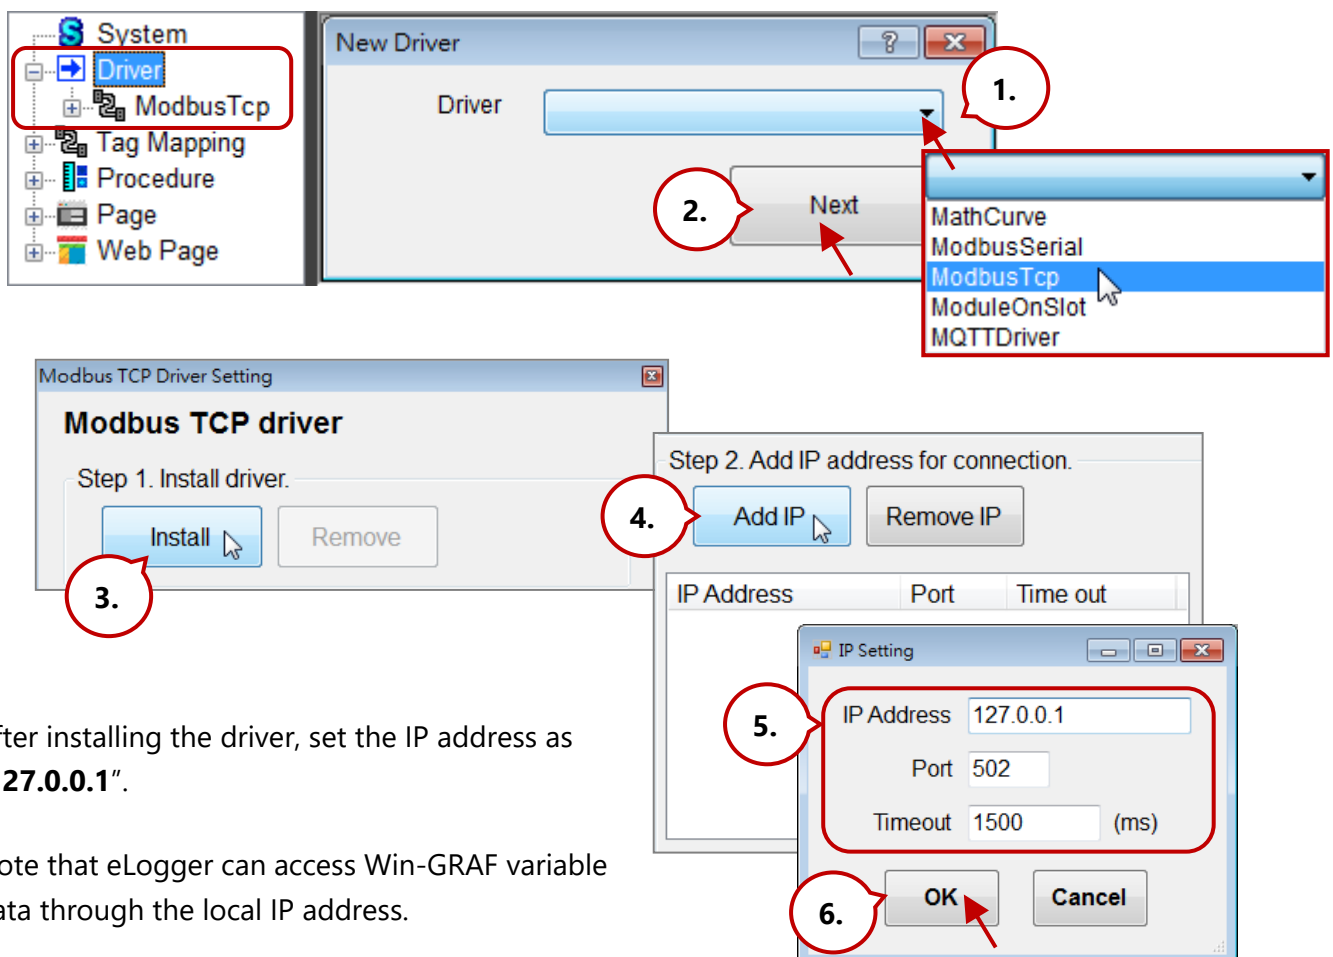 System
Driver
ModbusTcp
Tag Mapping
Procedure
Page
Web Page
New Driver
?
Driver
1.
2.
Next
MathCurve
ModbusSerial
ModbusTcp
ModuleOnSlot
MQTTDriver
Modbus TCP Driver Setting
Modbus TCP driver
Step 1. Install driver.
Install
Remove
3.
Step 2. Add IP address for connection.
4.
Add IP
Remove IP
IP Address Port Time out
IP Setting
5.
IP Address 127.0.0.1
Port 502
Timeout 1500 (ms)
OK
Cancel
6.
fter installing the driver, set the IP address as
27.0.0.1".
ote that eLogger can access Win-GRAF variable
ata through the local IP address.